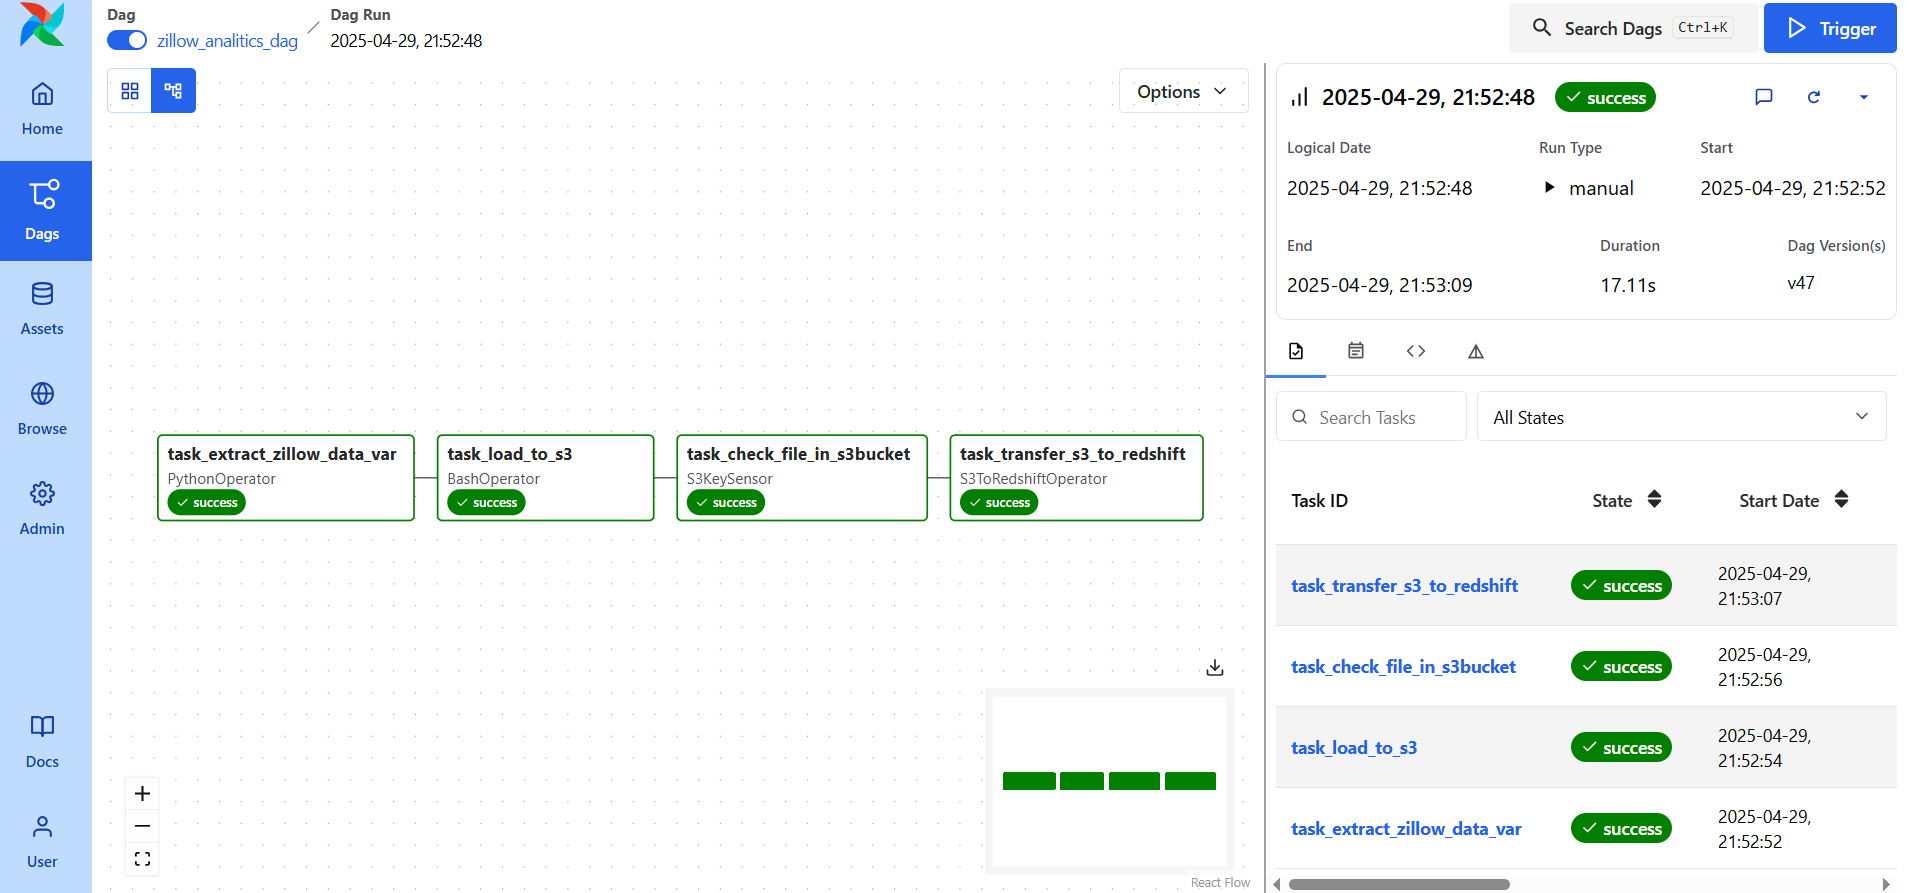 Dag
zillow_analitics_dag
Dag Run
2025-04-29, 21:52:48
Search Dags Ctrl+K
Trigger
Home
Dags
Assets
Browse
Admin
Docs
User
Options
task_extract_zillow_data_var
PythonOperator
success
task_load_to_s3
BashOperator
success
task_check_file_in_s3bucket
S3KeySensor
success
task_transfer_s3_to_redshift
S3ToRedshiftOperator
success
React Flow
2025-04-29, 21:52:48 success
Logical Date Run Type Start
2025-04-29, 21:52:48 manual 2025-04-29, 21:52:52
End Duration Dag Version(s)
2025-04-29, 21:53:09 17.11s v47
Search Tasks All States
Task ID State Start Date
task_transfer_s3_to_redshift success 2025-04-29,
21:53:07
task_check_file_in_s3bucket success 2025-04-29,
21:52:56
task_load_to_s3 success 2025-04-29,
21:52:54
task_extract_zillow_data_var success 2025-04-29,
21:52:52